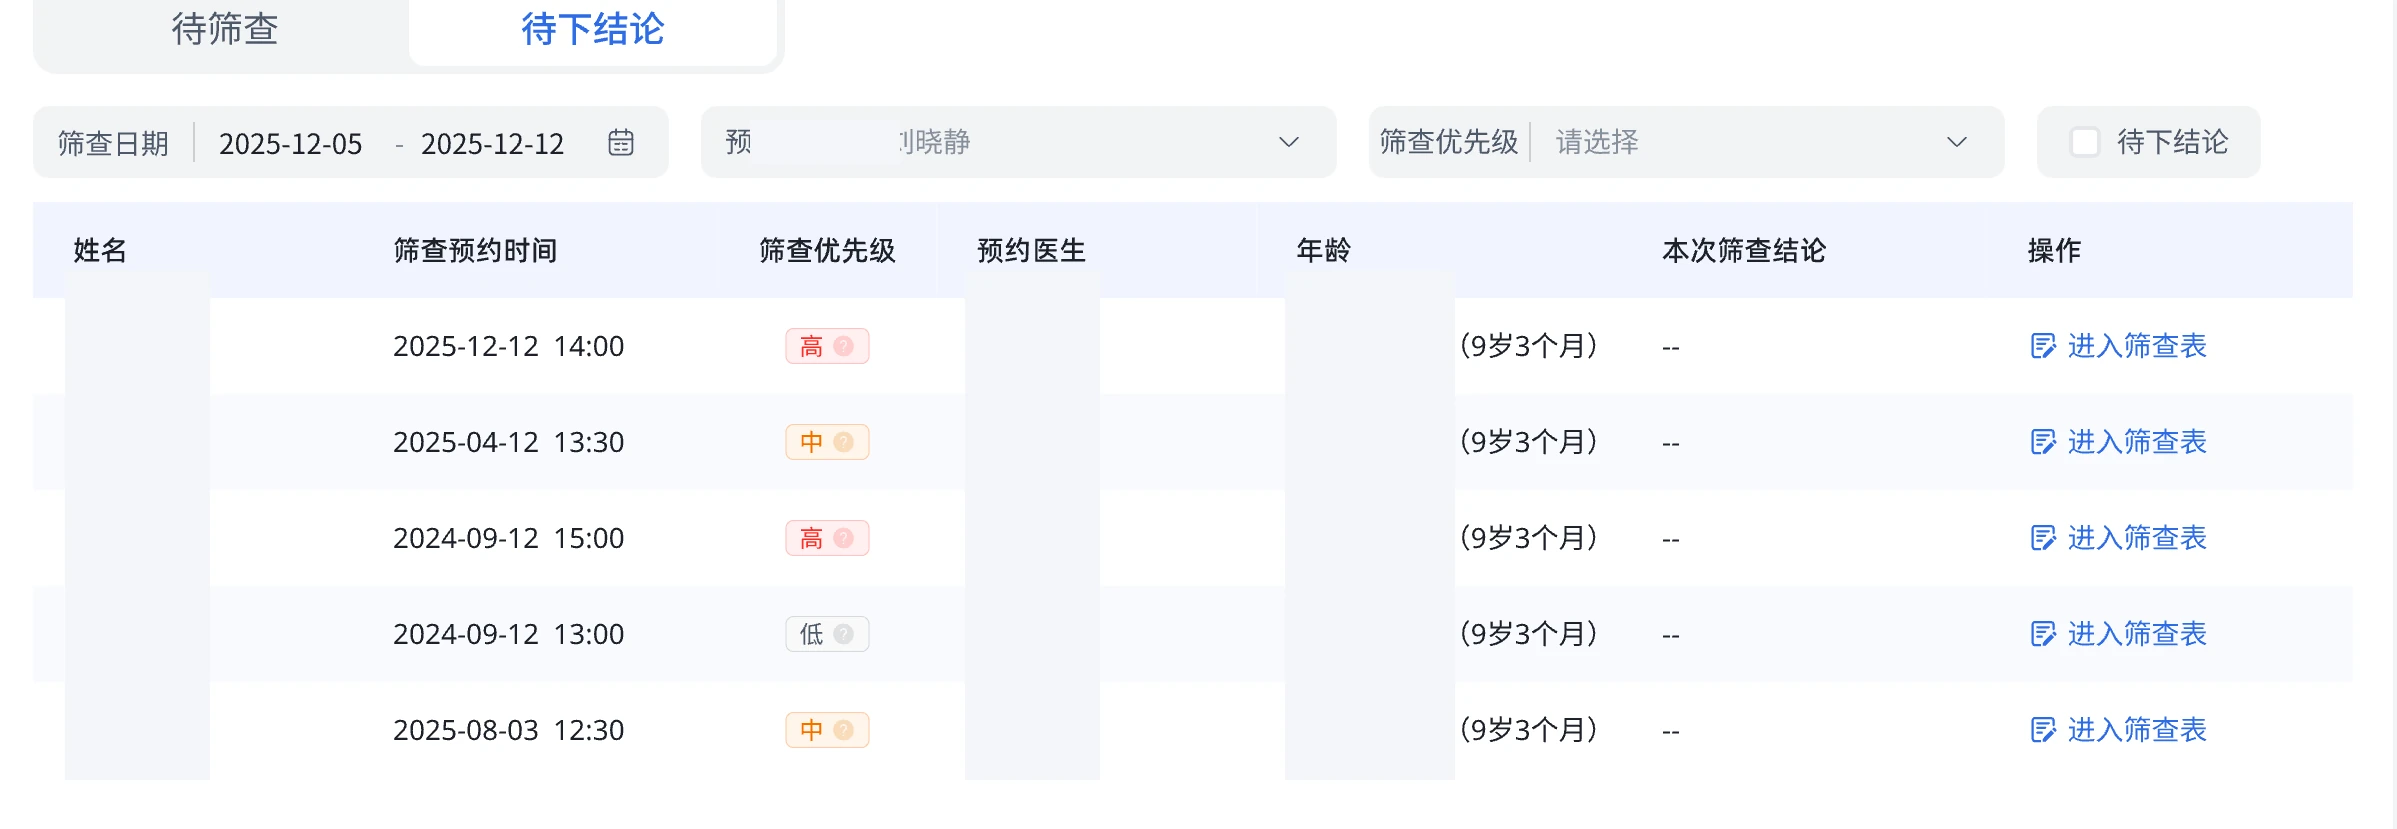 待筛查 待下结论
筛查日期 2025-12-05 - 2025-12-12 预 刘晓静 筛查优先级 请选择 待下结论
姓名 筛查预约时间 筛查优先级 预约医生 年龄 本次筛查结论 操作
2025-12-12 14:00 高 ? (9岁3个月) -- 进入筛查表
2025-04-12 13:30 中 ? (9岁3个月) -- 进入筛查表
2024-09-12 15:00 高 ? (9岁3个月) -- 进入筛查表
2024-09-12 13:00 低 ? (9岁3个月) -- 进入筛查表
2025-08-03 12:30 中 ? (9岁3个月) -- 进入筛查表